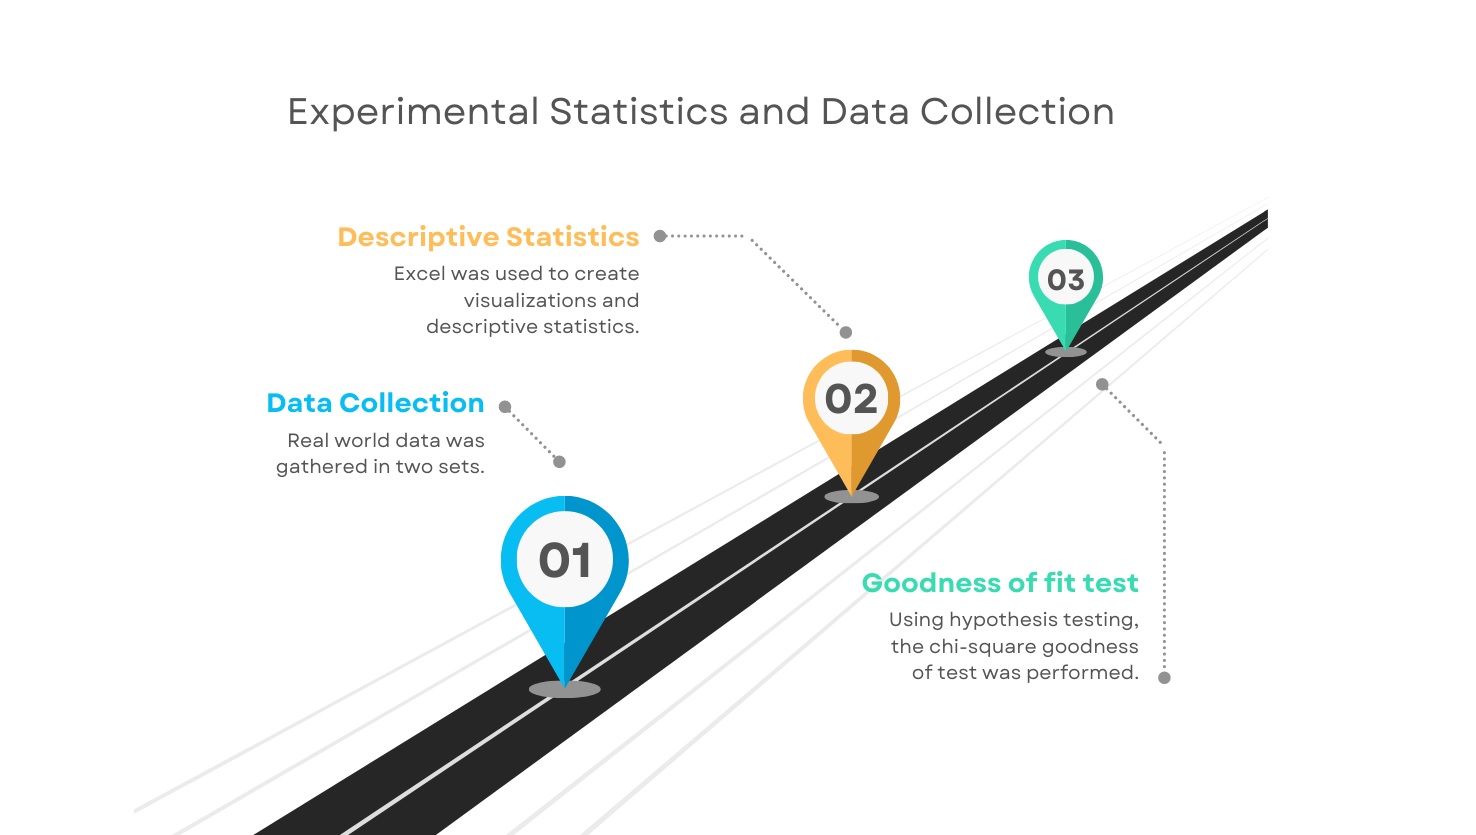 Experimental Statistics and Data Collection
Descriptive Statistics
Excel was used to create
visualizations and
descriptive statistics.
03
02
Data Collection
Real world data was
gathered in two sets.
01
Goodness of fit test
Using hypothesis testing,
the chi-square goodness
of test was performed.